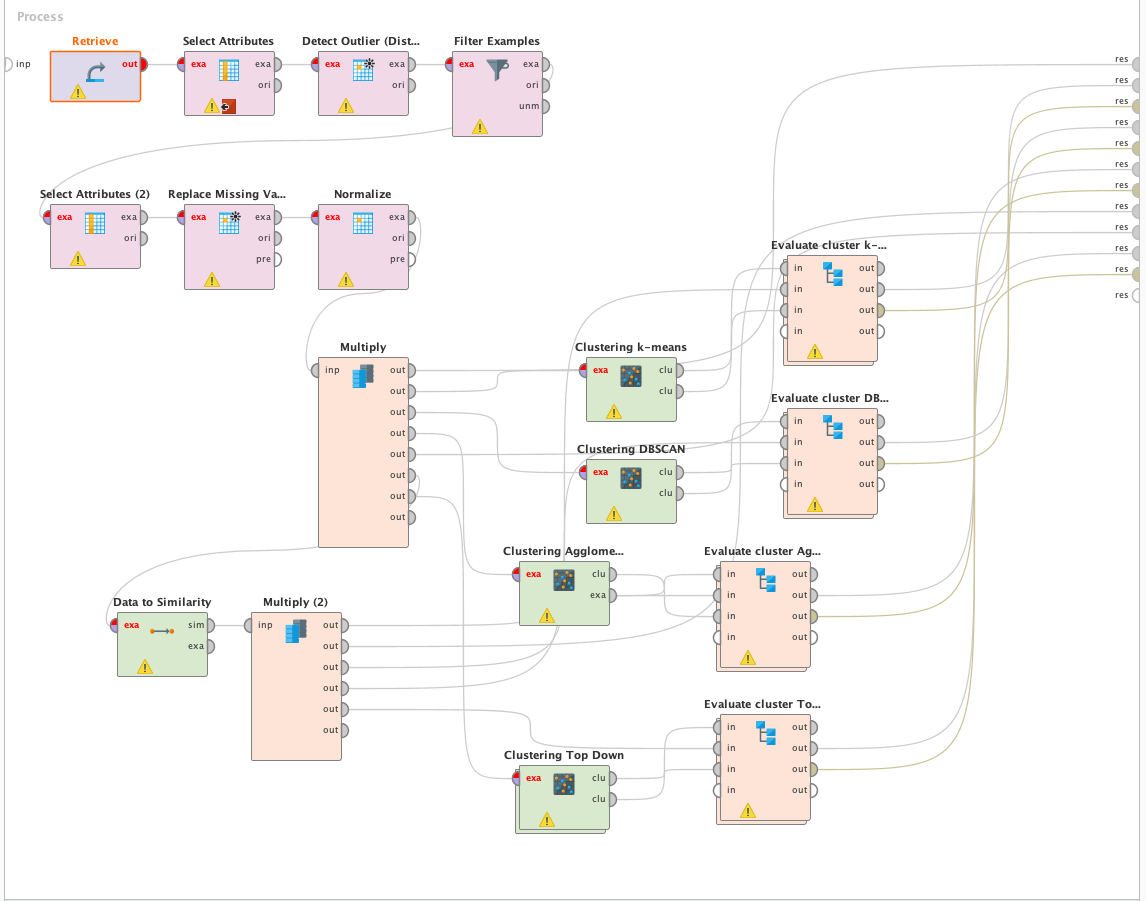 Process
Retrieve
Select Attributes
Detect Outlier (Dist...
Filter Examples
inp
out
exa
exa
ori
exa
exa
ori
exa
exa
ori
unm
res
res
res
res
res
res
res
res
res
res
res
res
Select Attributes (2)
Replace Missing Va...
Normalize
exa
exa
ori
exa
exa
ori
pre
exa
exa
ori
pre
Evaluate cluster k-...
in
out
in
out
in
out
in
out
Multiply
inp
out
out
out
out
out
out
out
out
Clustering k-means
exa
clu
clu
Evaluate cluster DB...
in
out
in
out
in
out
in
out
Clustering DBSCAN
exa
clu
clu
Clustering Agglome...
exa
clu
exa
Evaluate cluster Ag...
in
out
in
out
in
out
in
out
Data to Similarity
exa
sim
exa
Multiply (2)
inp
out
out
out
out
out
out
Evaluate cluster To...
in
out
in
out
in
out
in
out
Clustering Top Down
exa
clu
clu